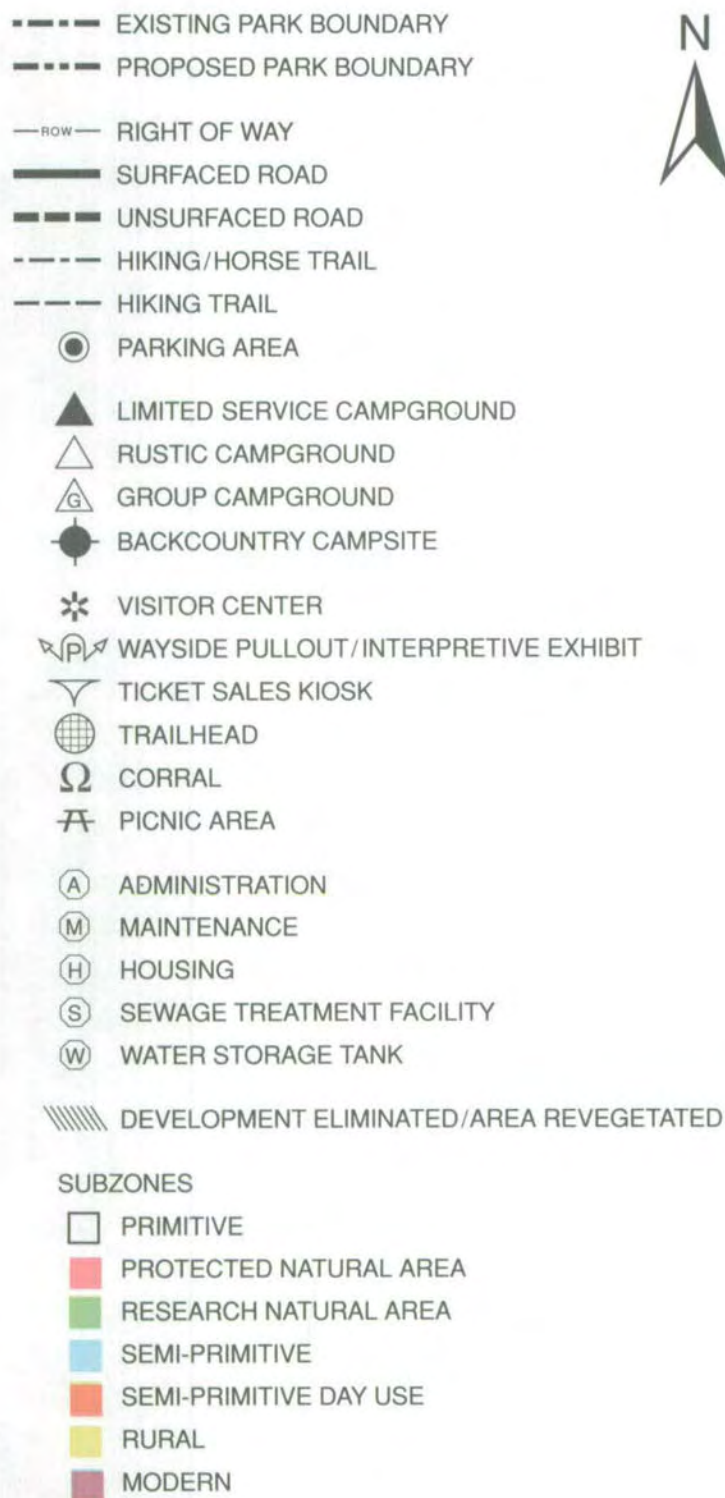 EXISTING PARK BOUNDARY
N
PROPOSED PARK BOUNDARY
ROW RIGHT OF WAY
SURFACED ROAD
UNSURFACED ROAD
HIKING/HORSE TRAIL
HIKING TRAIL
PARKING AREA
LIMITED SERVICE CAMPGROUND
RUSTIC CAMPGROUND
G GROUP CAMPGROUND
BACKCOUNTRY CAMPSITE
VISITOR CENTER
P WAYSIDE PULLOUT/INTERPRETIVE EXHIBIT
TICKET SALES KIOSK
TRAILHEAD
Ω CORRAL
PICNIC AREA
A ADMINISTRATION
M MAINTENANCE
H HOUSING
S SEWAGE TREATMENT FACILITY
W WATER STORAGE TANK
DEVELOPMENT ELIMINATED/AREA REVEGETATED
SUBZONES
PRIMITIVE
PROTECTED NATURAL AREA
RESEARCH NATURAL AREA
SEMI-PRIMITIVE
SEMI-PRIMITIVE DAY USE
RURAL
MODERN